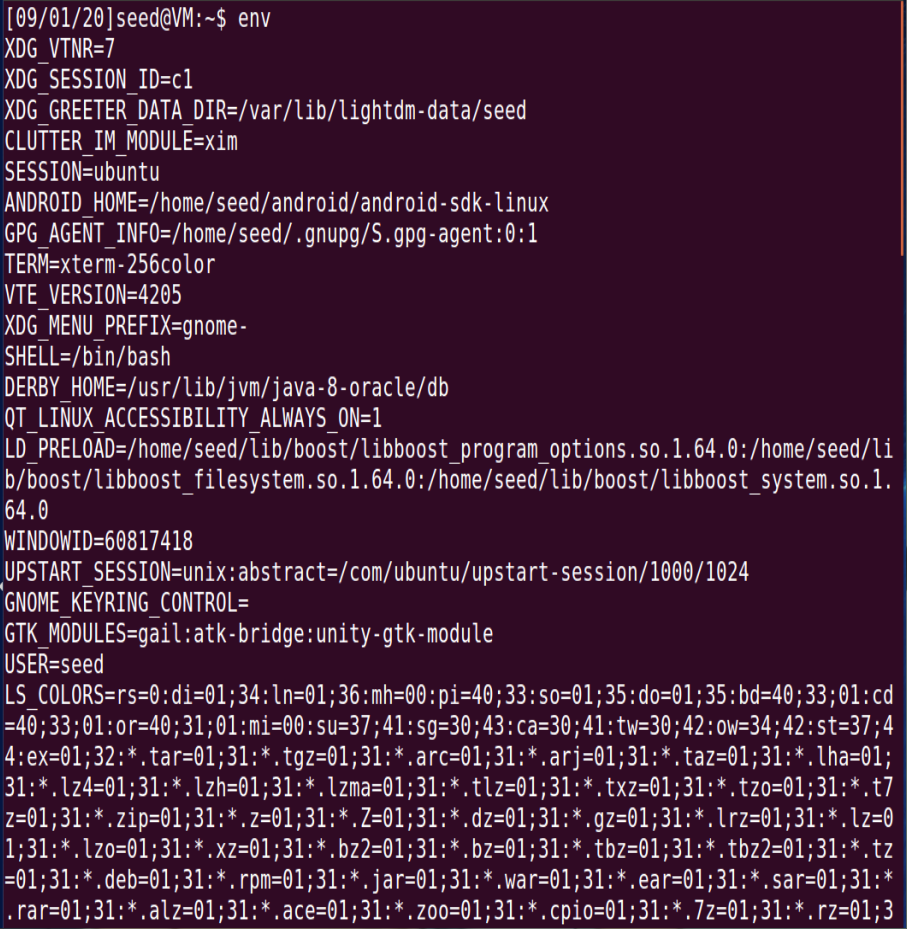 [09/01/20]seed@VM:~$ env
XDG_VTNR=7
XDG_SESSION_ID=c1
XDG_GREETER_DATA_DIR=/var/lib/lightdm-data/seed
CLUTTER_IM_MODULE=xim
SESSION=ubuntu
ANDROID_HOME=/home/seed/android/android-sdk-linux
GPG_AGENT_INFO=/home/seed/.gnupg/S.gpg-agent:0:1
TERM=xterm-256color
VTE_VERSION=4205
XDG_MENU_PREFIX=gnome-
SHELL=/bin/bash
DERBY_HOME=/usr/lib/jvm/java-8-oracle/db
QT_LINUX_ACCESSIBILITY_ALWAYS_ON=1
LD_PRELOAD=/home/seed/lib/boost/libboost_program_options.so.1.64.0:/home/seed/li
b/boost/libboost_filesystem.so.1.64.0:/home/seed/lib/boost/libboost_system.so.1.
64.0
WINDOWID=60817418
UPSTART_SESSION=unix:abstract=/com/ubuntu/upstart-session/1000/1024
GNOME_KEYRING_CONTROL=
GTK_MODULES=gail:atk-bridge:unity-gtk-module
USER=seed
LS_COLORS=rs=0:di=01;34:ln=01;36:mh=00:pi=40;33:so=01;35:do=01;35:bd=40;33;01:cd
=40;33;01:or=40;31;01:mi=00:su=37;41:sg=30;43:ca=30;41:tw=30;42:ow=34;42:st=37;4
4:ex=01;32:*.tar=01;31:*.tgz=01;31:*.arc=01;31:*.arj=01;31:*.taz=01;31:*.lha=01;
31:*.lz4=01;31:*.lzh=01;31:*.lzma=01;31:*.tlz=01;31:*.txz=01;31:*.tzo=01;31:*.t7
z=01;31:*.zip=01;31:*.z=01;31:*.Z=01;31:*.dz=01;31:*.gz=01;31:*.lrz=01;31:*.lz=0
1;31:*.lzo=01;31:*.xz=01;31:*.bz2=01;31:*.bz=01;31:*.tbz=01;31:*.tbz2=01;31:*.tz
=01;31:*.deb=01;31:*.rpm=01;31:*.jar=01;31:*.war=01;31:*.ear=01;31:*.sar=01;31:*
.rar=01;31:*.alz=01;31:*.ace=01;31:*.zoo=01;31:*.cpio=01;31:*.7z=01;31:*.rz=01;3